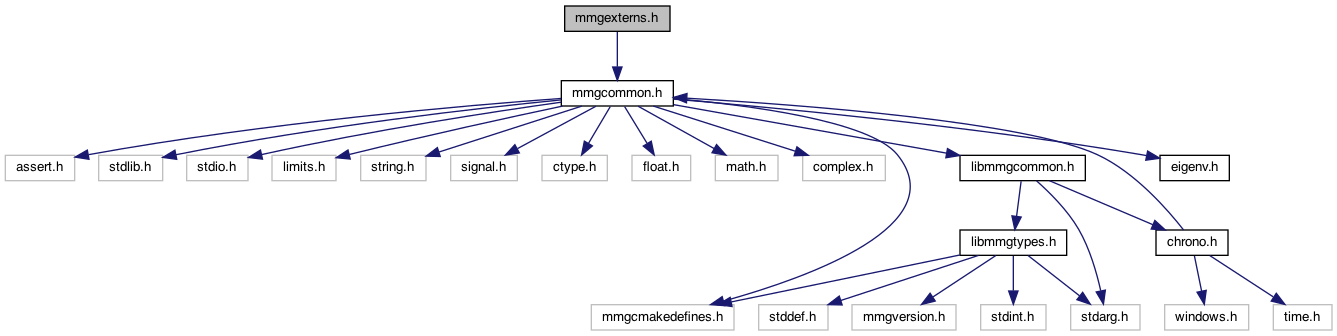 mmgexterns.h
mmgcommon.h
assert.h
stdlib.h
stdio.h
limits.h
string.h
signal.h
ctype.h
float.h
math.h
complex.h
libmmgcommon.h
eigenv.h
libmmgtypes.h
chrono.h
mmgcmakedefines.h
stddef.h
mmgversion.h
stdint.h
stdarg.h
windows.h
time.h